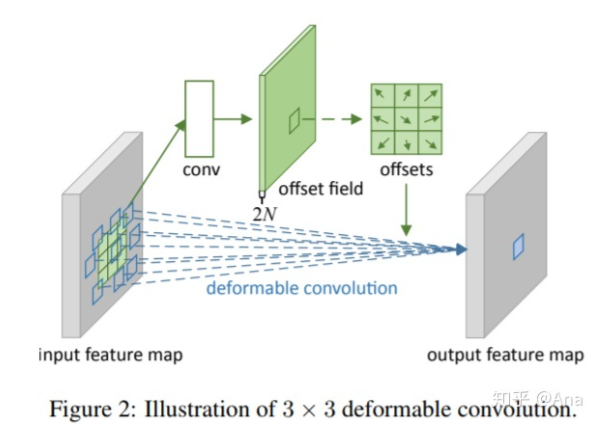 conv
offset field
offsets
2N
deformable convolution
input feature map
output feature map
知乎 @Ana
Figure 2: Illustration of 3 × 3 deformable convolution.